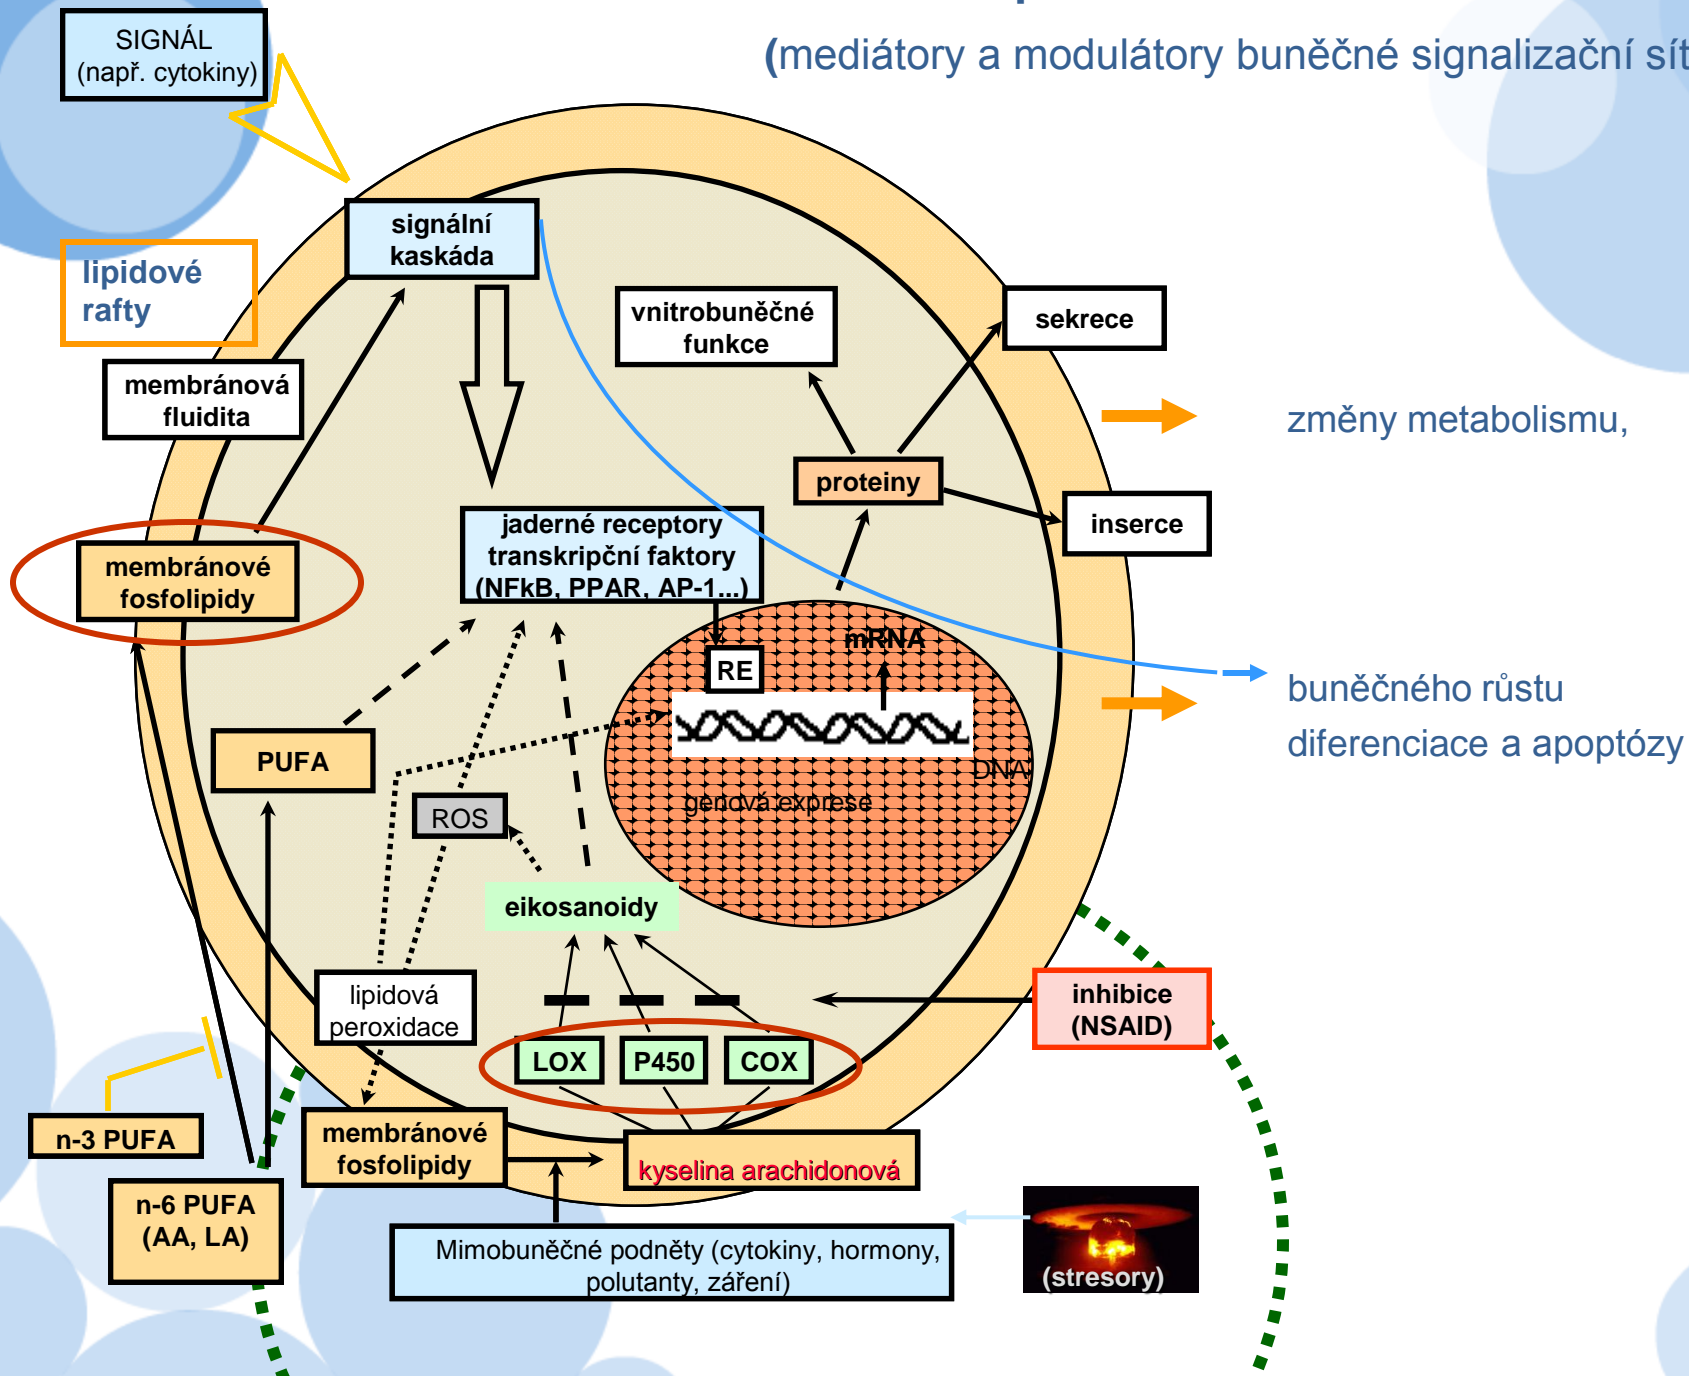 (mediátory a modulátory buněčné signalizační sít
SIGNÁL
(např. cytokiny)
signální
kaskáda
lipidové
rafty
vnitrobuněčné
funkce
sekrece
membránová
fluidita
změny metabolismu,
proteiny
inserce
jaderné receptory
transkripční faktory
(NFkB, PPAR, AP-1...)
membránové
fosfolipidy
mRNA
RE
buněčného růstu
diferenciace a apoptózy
PUFA
DNA
genová exprese
ROS
eikosanoidy
lipidová
peroxidace
inhibice
(NSAID)
LOX
P450
COX
n-3 PUFA
membránové
fosfolipidy
kyselina arachidonová
n-6 PUFA
(AA, LA)
Mimobuněčné podněty (cytokiny, hormony,
polutanty, záření)
(stresory)